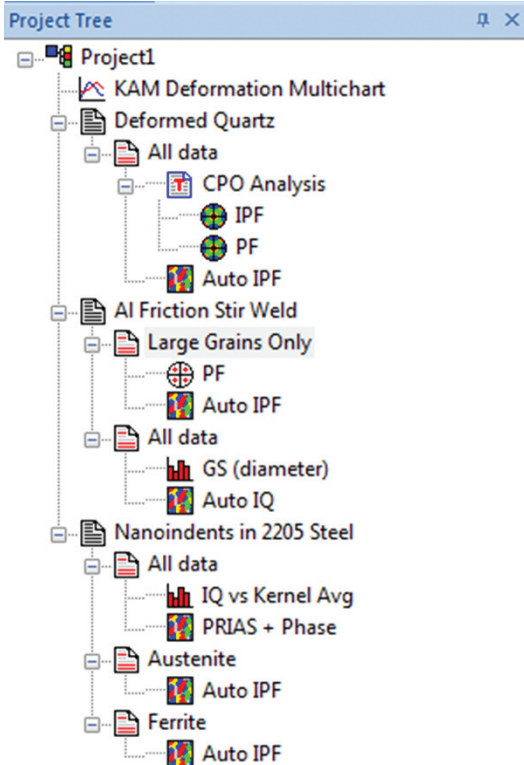 Project Tree
Project1
KAM Deformation Multichart
Deformed Quartz
All data
T CPO Analysis
IPF
PF
Auto IPF
Al Friction Stir Weld
Large Grains Only
PF
Auto IPF
All data
GS (diameter)
Auto IQ
Nanoindents in 2205 Steel
All data
IQ vs Kernel Avg
PRIAS + Phase
Austenite
Auto IPF
Ferrite
Auto IPF